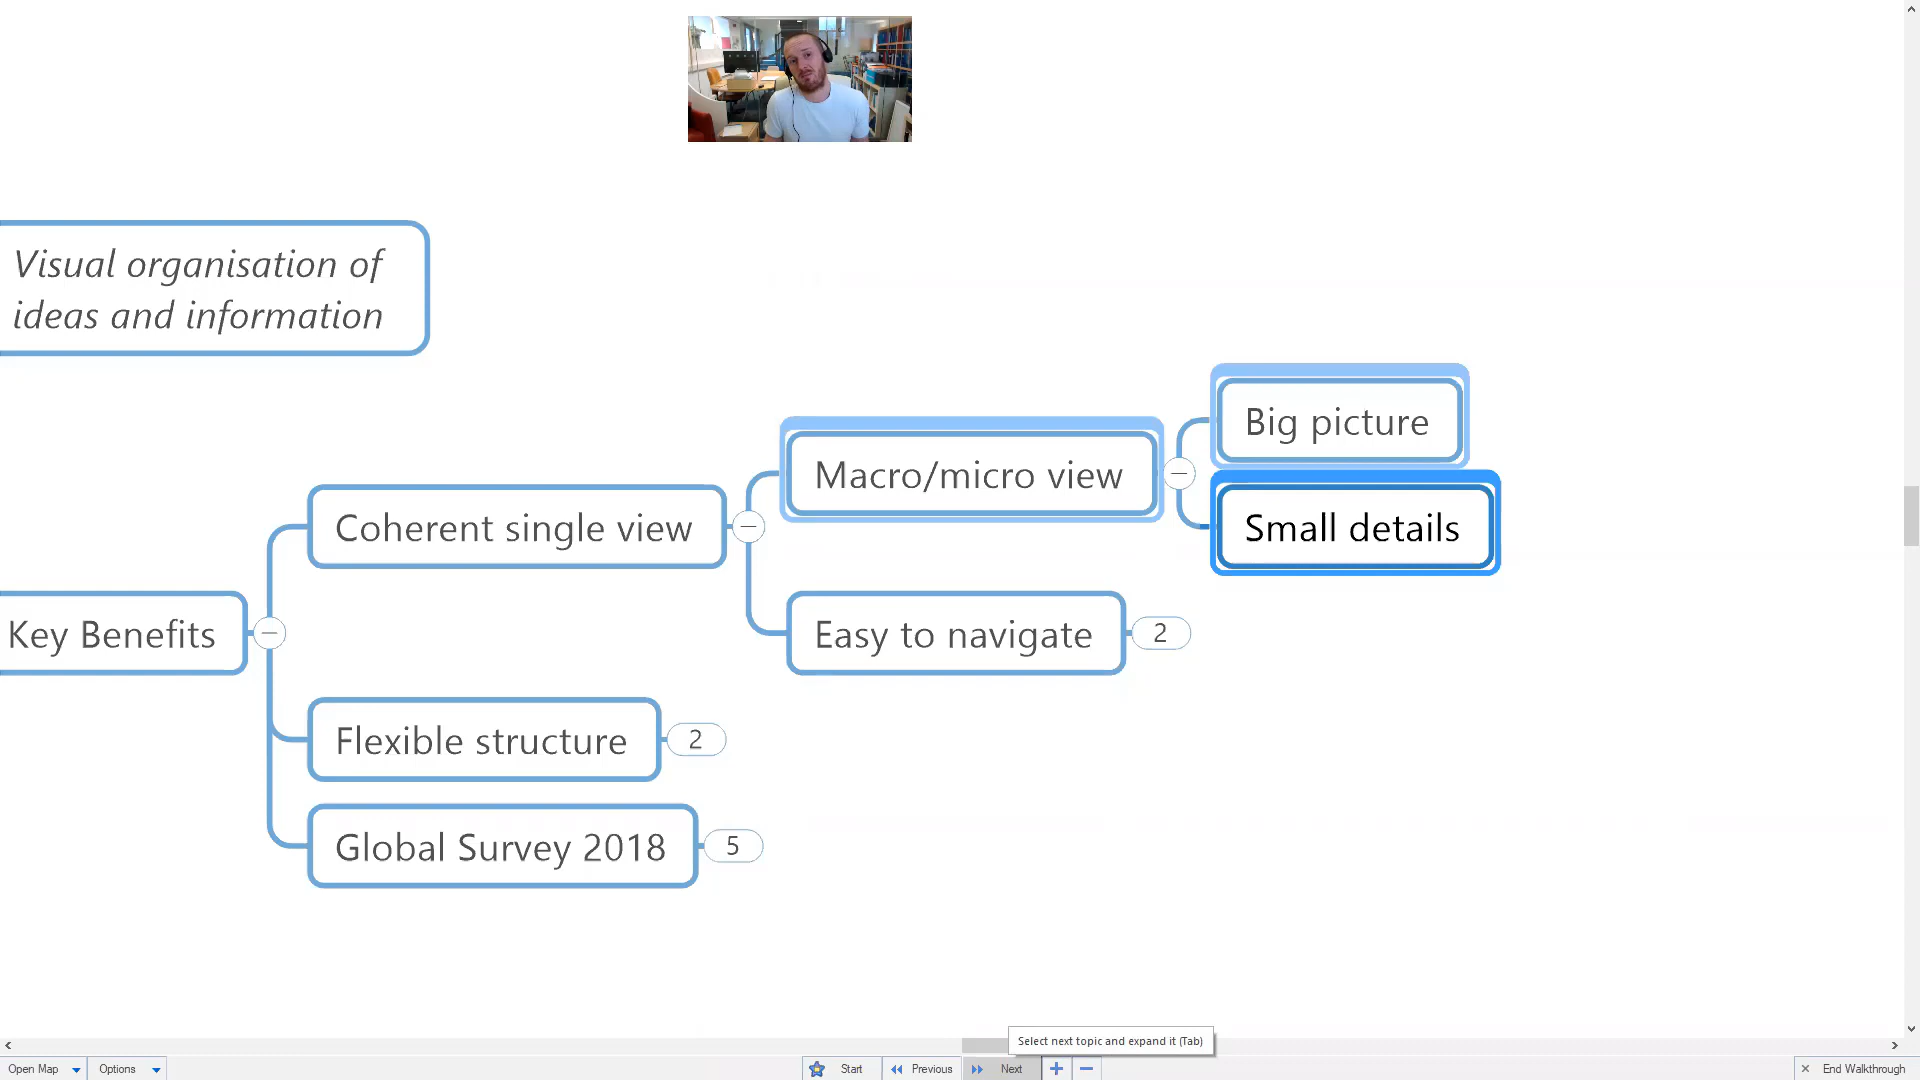 Visual organisation of
ideas and information
Big picture
Macro/micro view
Coherent single view
Small details
Key Benefits
Easy to navigate
2
Flexible structure
2
Global Survey 2018
5
Select next topic and expand it (Tab)
Open Map
Options
Start
Previous
Next
End Walkthrough